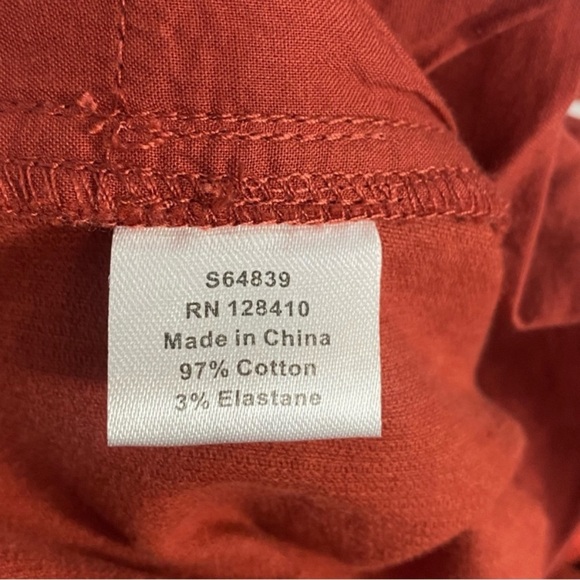 S64839
RN 128410
Made in China
97% Cotton
3% Elastane